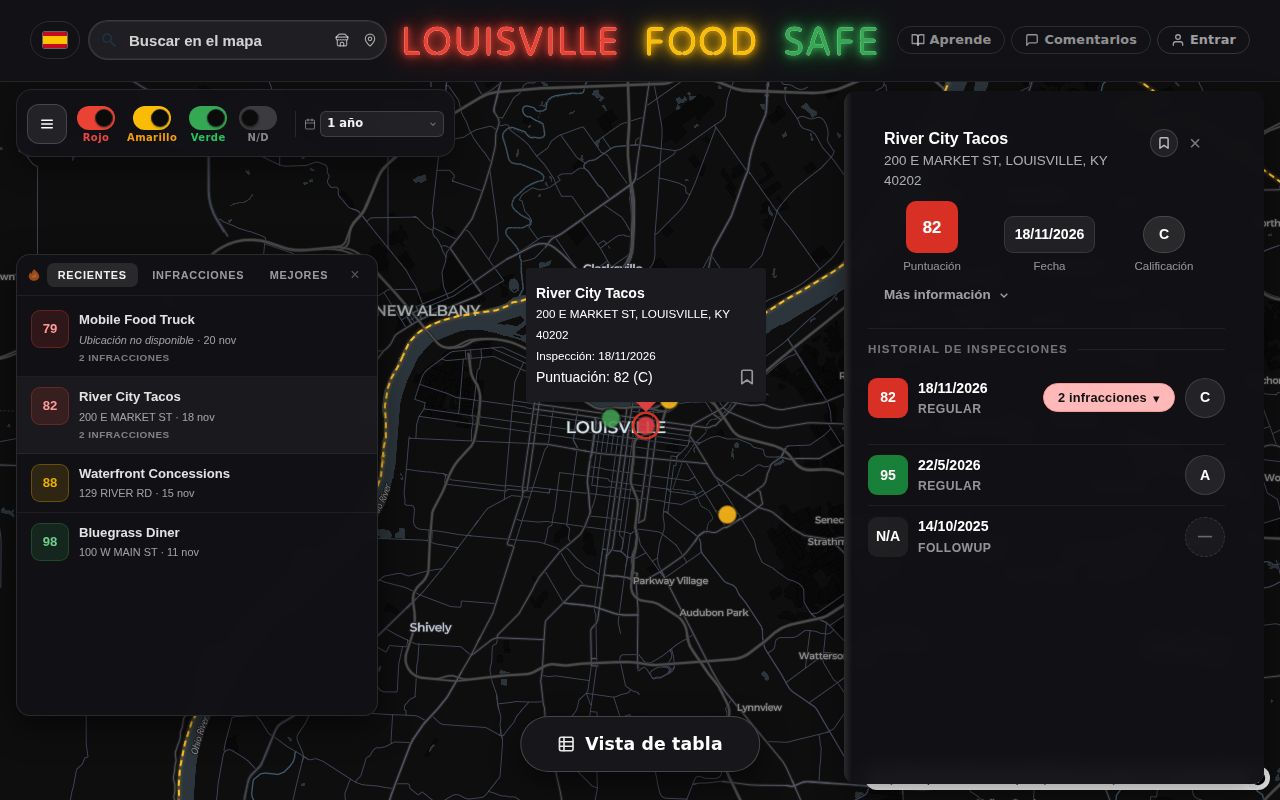 Buscar en el mapa
LOUISVILLE FOOD SAFE
Aprende
Comentarios
Entrar
Rojo
Amarillo
Verde
N/D
1 año
RECIENTES
INFRACCIONES
MEJORES
79
Mobile Food Truck
Ubicación no disponible · 20 nov
2 INFRACCIONES
82
River City Tacos
200 E MARKET ST · 18 nov
2 INFRACCIONES
88
Waterfront Concessions
129 RIVER RD · 15 nov
98
Bluegrass Diner
100 W MAIN ST · 11 nov
Clarksville
NEW ALBANY
River City Tacos
200 E MARKET ST, LOUISVILLE, KY
40202
Inspección: 18/11/2026
Puntuación: 82 (C)
LOUISVILLE
Parkway Village
Audubon Park
Shively
Lynnview
Ohio River
Vista de tabla
River City Tacos
200 E MARKET ST, LOUISVILLE, KY
40202
82
Puntuación
18/11/2026
Fecha
C
Calificación
Más información
HISTORIAL DE INSPECCIONES
82
18/11/2026
REGULAR
2 infracciones ▾
C
95
22/5/2026
REGULAR
A
N/A
14/10/2025
FOLLOWUP
—